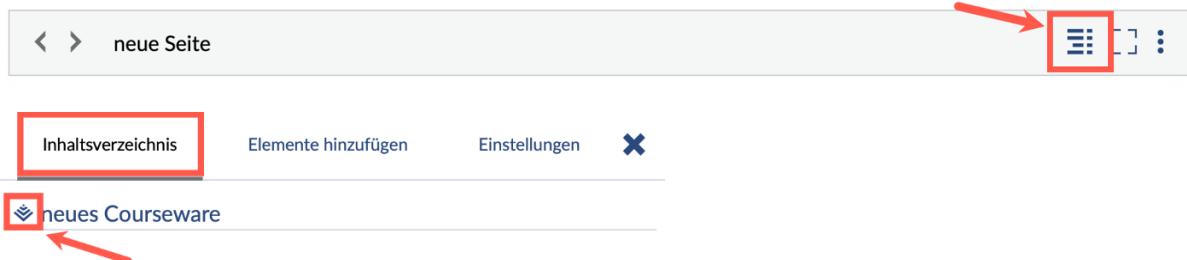 neue Seite
Inhaltsverzeichnis Elemente hinzufügen Einstellungen
neues Courseware